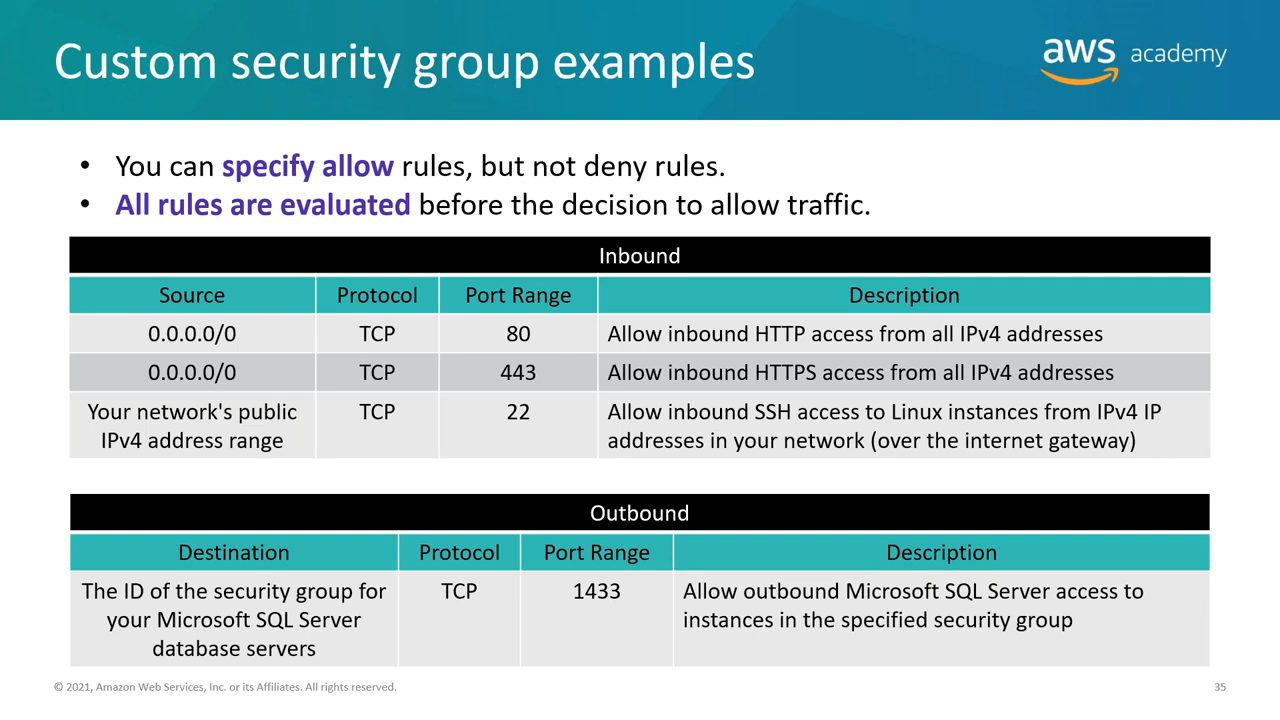 Custom security group examples
aws academy
• You can specify allow rules, but not deny rules.
• All rules are evaluated before the decision to allow traffic.
Inbound
Source Protocol Port Range Description
0.0.0.0/0 TCP 80 Allow inbound HTTP access from all IPv4 addresses
0.0.0.0/0 TCP 443 Allow inbound HTTPS access from all IPv4 addresses
Your network's public TCP 22 Allow inbound SSH access to Linux instances from IPv4 IP
IPv4 address range addresses in your network (over the internet gateway)
Outbound
Destination Protocol Port Range Description
The ID of the security group for TCP 1433 Allow outbound Microsoft SQL Server access to
your Microsoft SQL Server instances in the specified security group
database servers
© 2021, Amazon Web Services, Inc. or its Affiliates. All rights reserved. 35